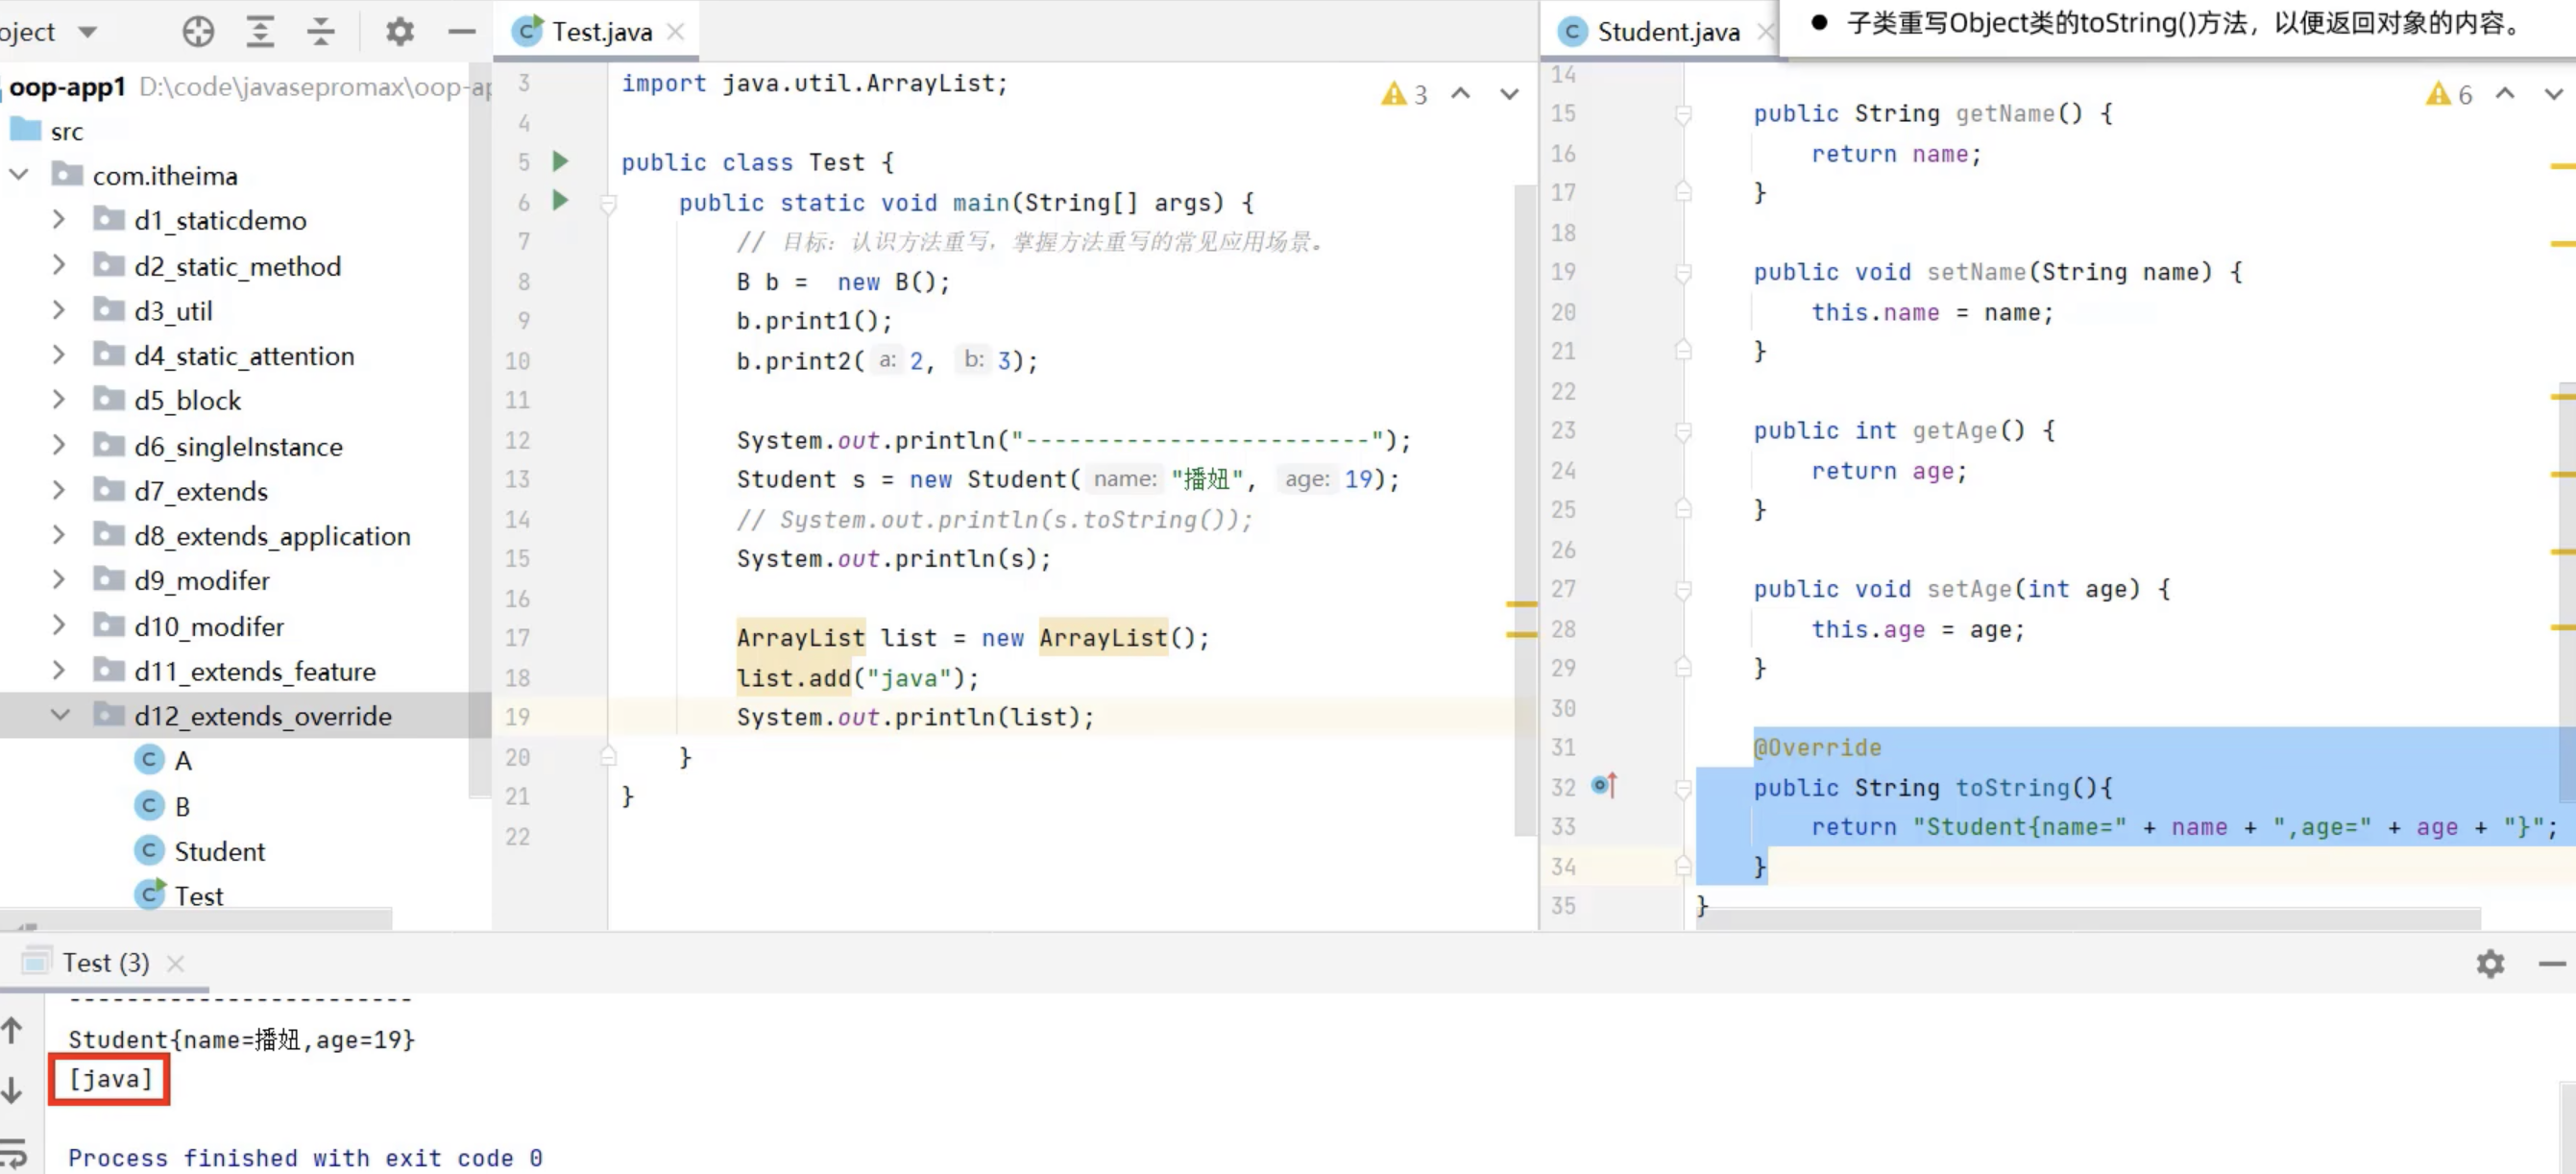 oject
Test.java
Student.java
● 子类重写Object类的toString()方法，以便返回对象的内容。
oop-app1 D:\code\javasepromax\oop-ap
src
com.itheima
d1_staticdemo
d2_static_method
d3_util
d4_static_attention
d5_block
d6_singleInstance
d7_extends
d8_extends_application
d9_modifer
d10_modifer
d11_extends_feature
d12_extends_override
C A
C B
C Student
C Test
3
3 import java.util.ArrayList;
4
5 public class Test {
6 public static void main(String[] args) {
7 // 目标：认识方法重写，掌握方法重写的常见应用场景。
8 B b =  new B();
9 b.print1();
10 b.print2( a: 2, b: 3);
11
12 System.out.println("------------------------");
13 Student s = new Student( name: "播妞", age: 19);
14 // System.out.println(s.toString());
15 System.out.println(s);
16
17 ArrayList list = new ArrayList();
18 list.add("java");
19 System.out.println(list);
20 }
21 }
22
6
14
15 public String getName() {
16 return name;
17 }
18
19 public void setName(String name) {
20 this.name = name;
21 }
22
23 public int getAge() {
24 return age;
25 }
26
27 public void setAge(int age) {
28 this.age = age;
29 }
30
31 @Override
32 public String toString(){
33 return "Student{name=" + name + ",age=" + age + "}";
34 }
35 }
Test (3)
------------------------
Student{name=播妞,age=19}
[java]
Process finished with exit code 0